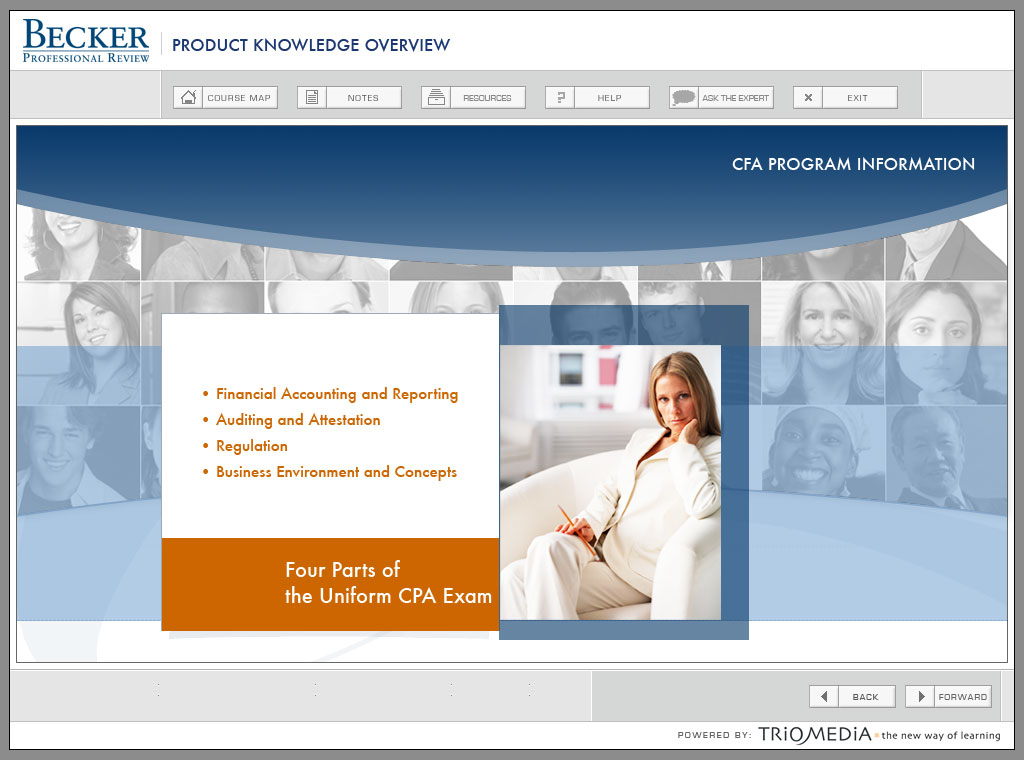 BECKER
PROFESSIONAL REVIEW
PRODUCT KNOWLEDGE OVERVIEW
COURSE MAP
NOTES
RESOURCES
HELP
ASK THE EXPERT
EXIT
CFA PROGRAM INFORMATION
• Financial Accounting and Reporting
• Auditing and Attestation
• Regulation
• Business Environment and Concepts
Four Parts of
the Uniform CPA Exam
BACK
FORWARD
POWERED BY: TRIOMEDIA • the new way of learning